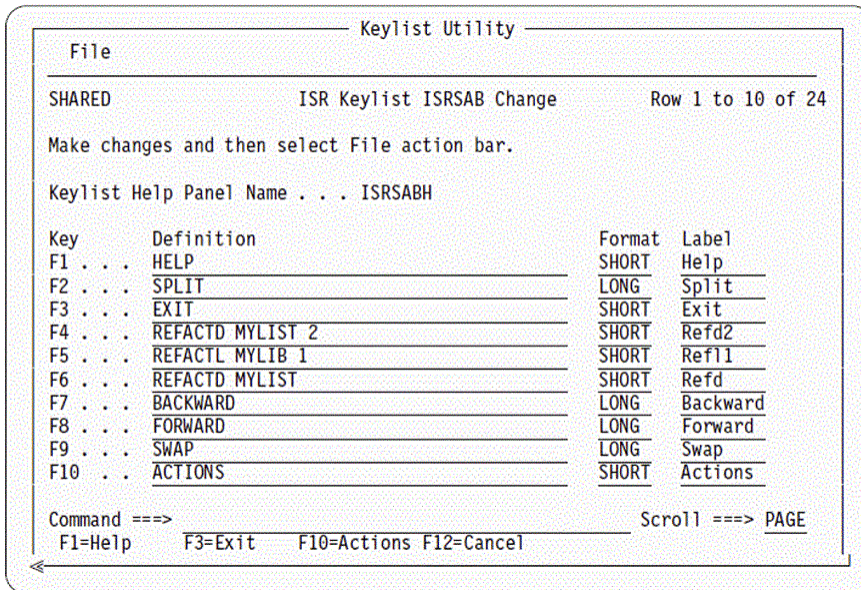 Keylist Utility
File
SHARED ISR Keylist ISRSAB Change Row 1 to 10 of 24
Make changes and then select File action bar.
Keylist Help Panel Name . . . ISRSABH
Key Definition Format Label
F1 . . . HELP SHORT Help
F2 . . . SPLIT LONG Split
F3 . . . EXIT SHORT Exit
F4 . . . REFACTD MYLIST 2 SHORT Refd2
F5 . . . REFACTL MYLIB 1 SHORT Refl1
F6 . . . REFACTD MYLIST SHORT Refd
F7 . . . BACKWARD LONG Backward
F8 . . . FORWARD LONG Forward
F9 . . . SWAP LONG Swap
F10 . . ACTIONS SHORT Actions
Command ===> Scroll ===> PAGE
F1=Help F3=Exit F10=Actions F12=Cancel